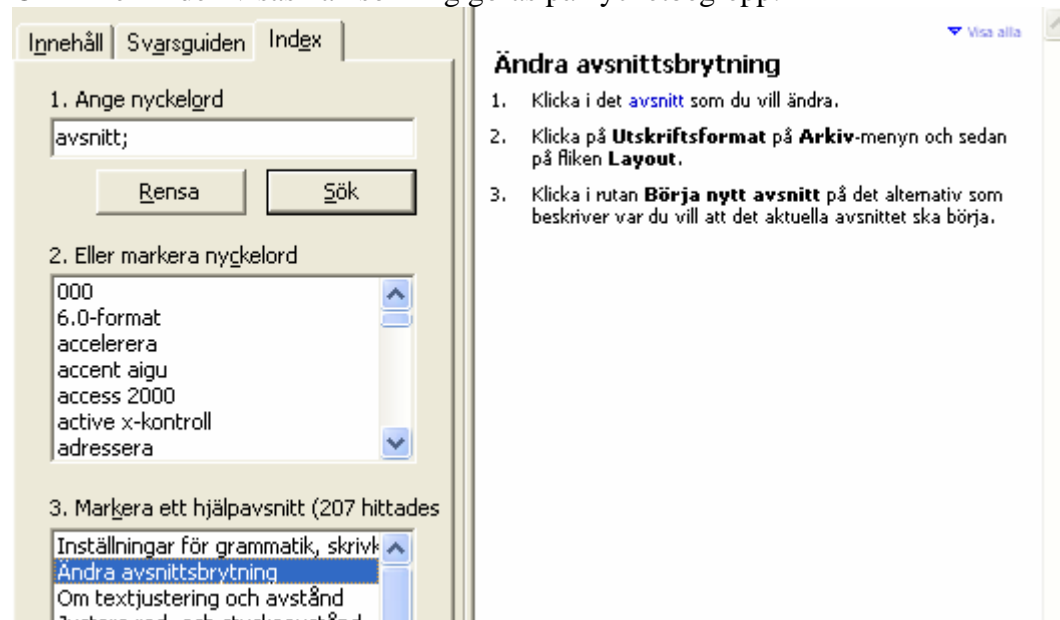 Innehåll Svarsguiden Index
1. Ange nyckelord
avsnitt;
Rensa Sök
2. Eller markera nyckelord
000
6.0-format
accelerera
accent aigu
access 2000
active x-kontroll
adressera
3. Markera ett hjälpavsnitt (207 hittades
Inställningar för grammatik, skrivk
Ändra avsnittsbrytning
Om textjustering och avstånd
Visa alla
Ändra avsnittsbrytning
1. Klicka i det avsnitt som du vill ändra.
2. Klicka på Utskriftsformat på Arkiv-menyn och sedan
på fliken Layout.
3. Klicka i rutan Börja nytt avsnitt på det alternativ som
beskriver var du vill att det aktuella avsnittet ska börja.